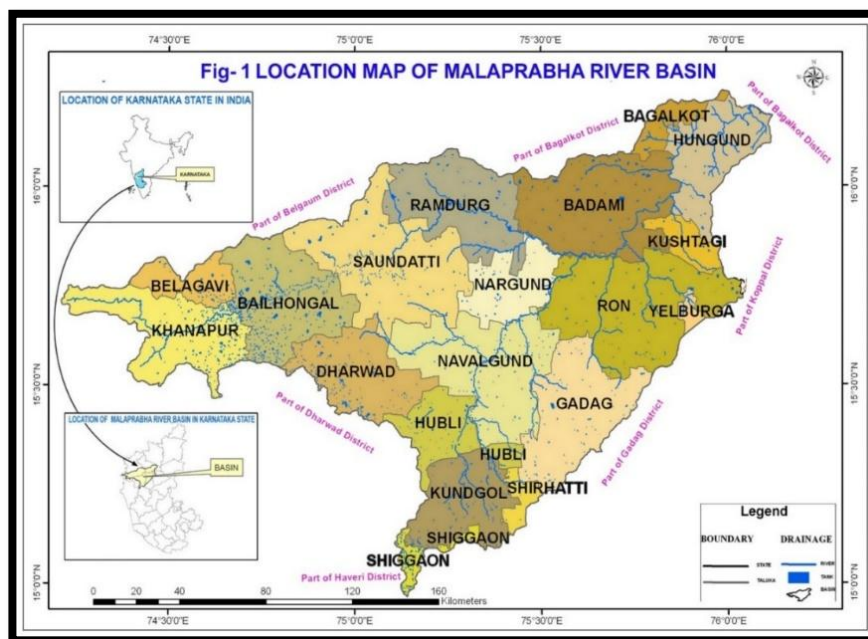 74°30'0"E 75°0'0"E 75°30'0"E 76°0'0"E
Fig- 1 LOCATION MAP OF MALAPRABHA RIVER BASIN
LOCATION OF KARNATAKA STATE IN INDIA
KARNATAKA
Part of Bagalkot District
Part of Bagalkot District
BAGALKOT
HUNGUND
16°0'0"N
16°0'0"N
RAMDURG
BADAMI
Part of Belgaum District
KUSHTAGI
SAUNDATTI
BELAGAVI
NARGUND
BAILHONGAL
RON
YELBURGA
Part of Koppal District
KHANAPUR
NAVALGUND
DHARWAD
15°30'0"N
15°30'0"N
GADAG
LOCATION OF MALAPRABHA RIVER BASIN IN KARNATAKA STATE
Part of Dharwad District
HUBLI
Part of Gadag District
HUBLI
BASIN
KUNDGOL
SHIRHATTI
SHIGGAON
SHIGGAON
Part of Haveri District
Legend
BOUNDARY DRAINAGE
STATE RIVER
TALUKA TANK
BASIN
15°0'0"N
15°0'0"N
0 20 40 80 120 160
Kilometers
74°30'0"E 75°0'0"E 75°30'0"E 76°0'0"E